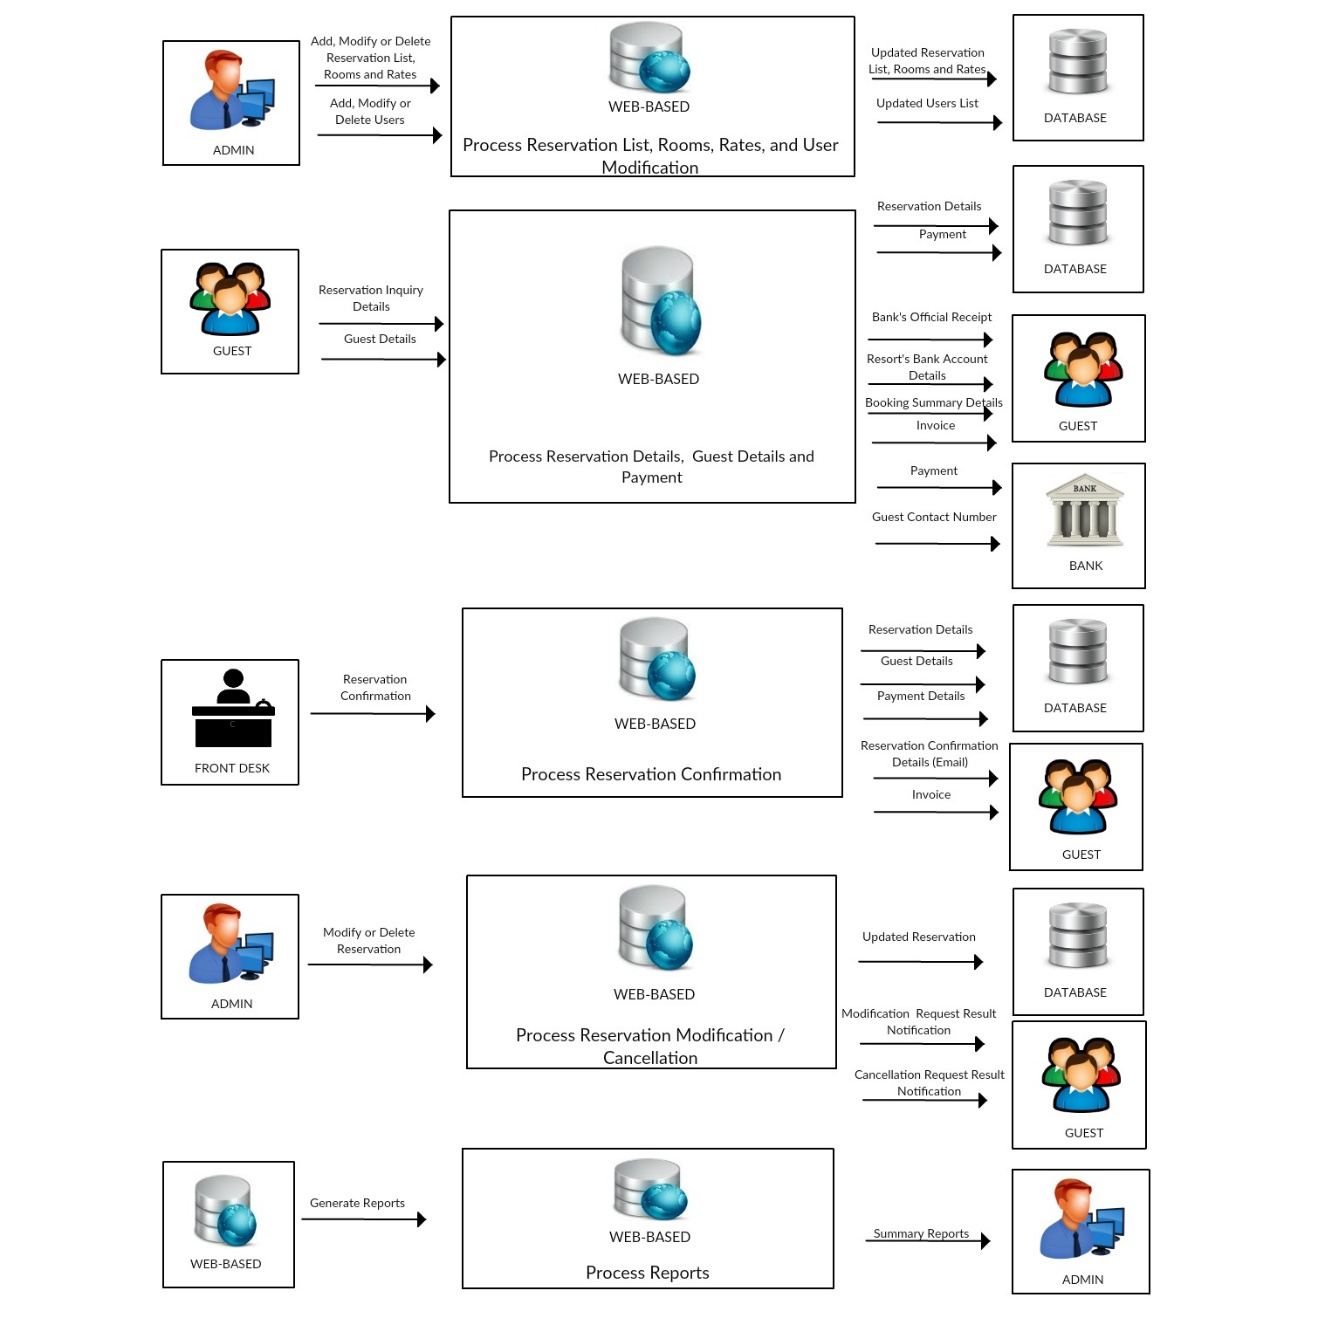 Add, Modify or Delete
Reservation List,
Rooms and Rates
Add, Modify or
Delete Users
ADMIN
WEB-BASED
Process Reservation List, Rooms, Rates, and User
Modification
Updated Reservation
List, Rooms and Rates
Updated Users List
DATABASE
Reservation Inquiry
Details
Guest Details
GUEST
WEB-BASED
Process Reservation Details,  Guest Details and
Payment
Reservation Details
Payment
DATABASE
Bank's Official Receipt
Resort's Bank Account
Details
Booking Summary Details
Invoice
GUEST
Payment
Guest Contact Number
BANK
BANK
Reservation
Confirmation
FRONT DESK
WEB-BASED
Process Reservation Confirmation
Reservation Details
Guest Details
Payment Details
DATABASE
Reservation Confirmation
Details (Email)
Invoice
GUEST
Modify or Delete
Reservation
ADMIN
WEB-BASED
Process Reservation Modification /
Cancellation
Updated Reservation
DATABASE
Modification  Request Result
Notification
Cancellation Request Result
Notification
GUEST
Generate Reports
WEB-BASED
WEB-BASED
Process Reports
Summary Reports
ADMIN